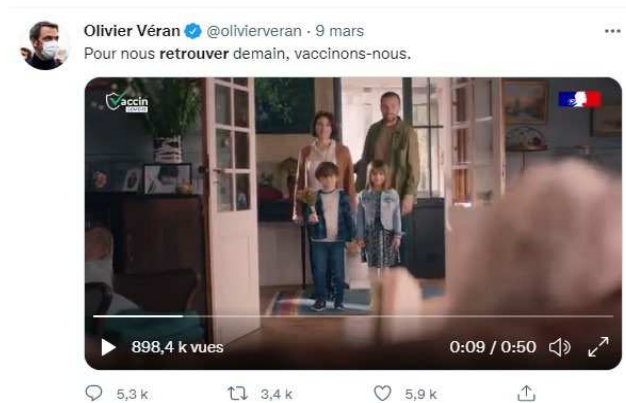 Olivier Véran @olivierveran · 9 mars
Pour nous retrouver demain, vaccinons-nous.
Vaccin
898,4 k vues
0:09 / 0:50
5,3 k
3,4 k
5,9 k